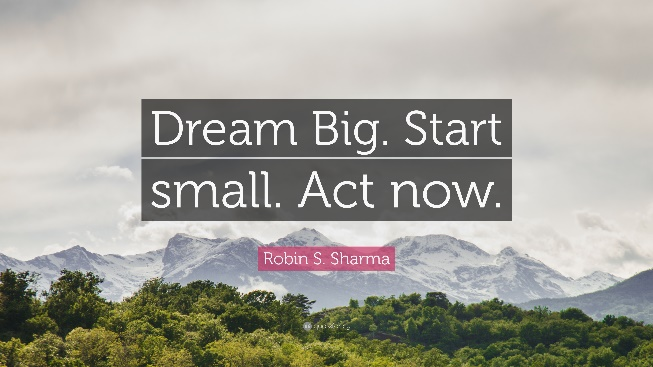 Dream Big. Start
small. Act now.
Robin S. Sharma